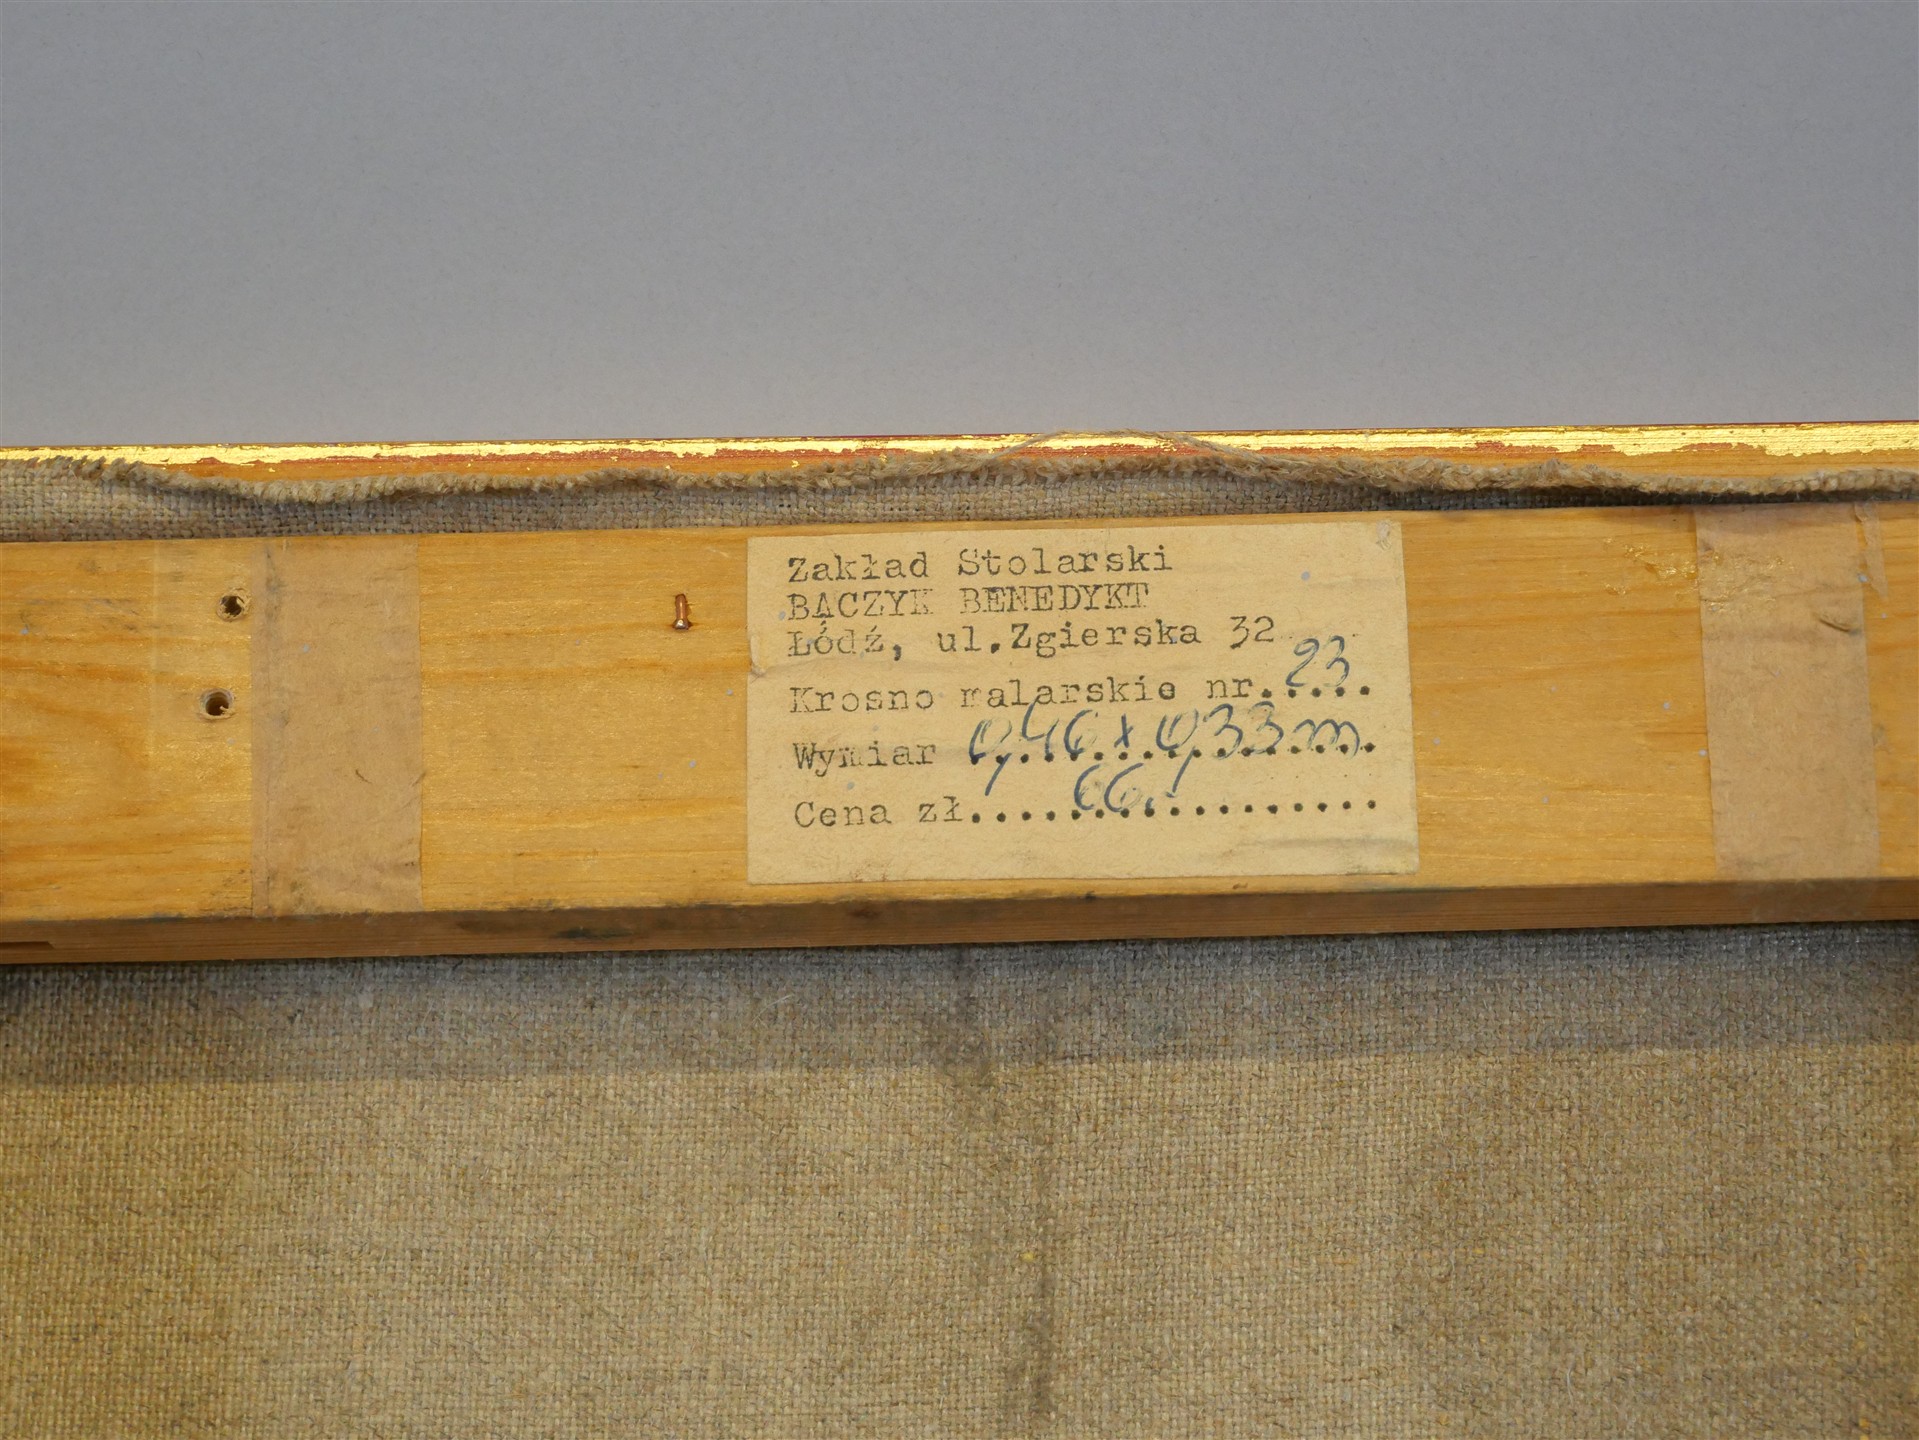 Zakład Stolarski
BĄCZYK BENEDYKT
Łódź, ul.Zgierska 32
Krosno malarskie nr. 23
Wymiar 0,46 x 0,33 m.
Cena zł. 66.